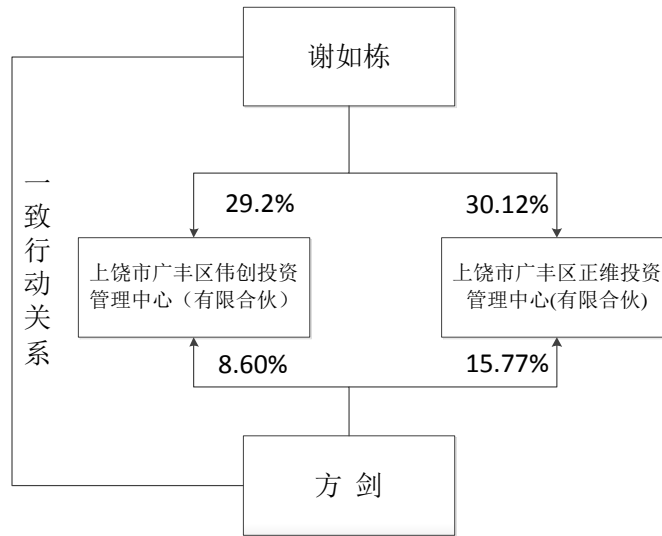 谢如栋
一致行动关系
29.2%
30.12%
上饶市广丰区伟创投资
管理中心（有限合伙）
上饶市广丰区正维投资
管理中心(有限合伙)
8.60%
15.77%
方 剑